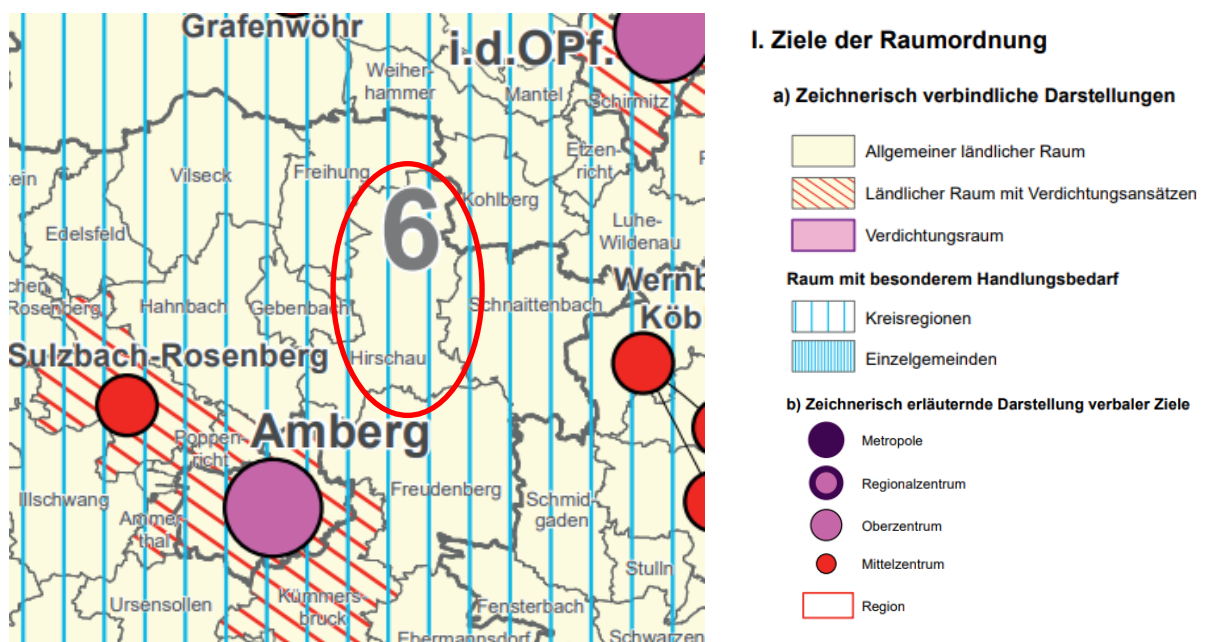 Grafenwöhr
i.d.OPf.
Weiher-
hammer
Mantel
Schirmitz
Etzen-
richt
Vilseck
Freihung
Kohlberg
6
Luhe-
Wildenau
Edelsfeld
Rosenberg
Hahnbach
Gebenbach
Schnaittenbach
Wernb
Köb
Sulzbach-Rosenberg
Hirschau
Poppen-
richt
Amberg
Illschwang
Freudenberg
Schmid-
gaden
Ammer-
thal
Stulln
Ursensollen
Kümmers-
bruck
Fensterbach
Ebermannsdorf
Schwarzen
I. Ziele der Raumordnung
a) Zeichnerisch verbindliche Darstellungen
Allgemeiner ländlicher Raum
Ländlicher Raum mit Verdichtungsansätzen
Verdichtungsraum
Raum mit besonderem Handlungsbedarf
Kreisregionen
Einzelgemeinden
b) Zeichnerisch erläuternde Darstellung verbaler Ziele
Metropole
Regionalzentrum
Oberzentrum
Mittelzentrum
Region